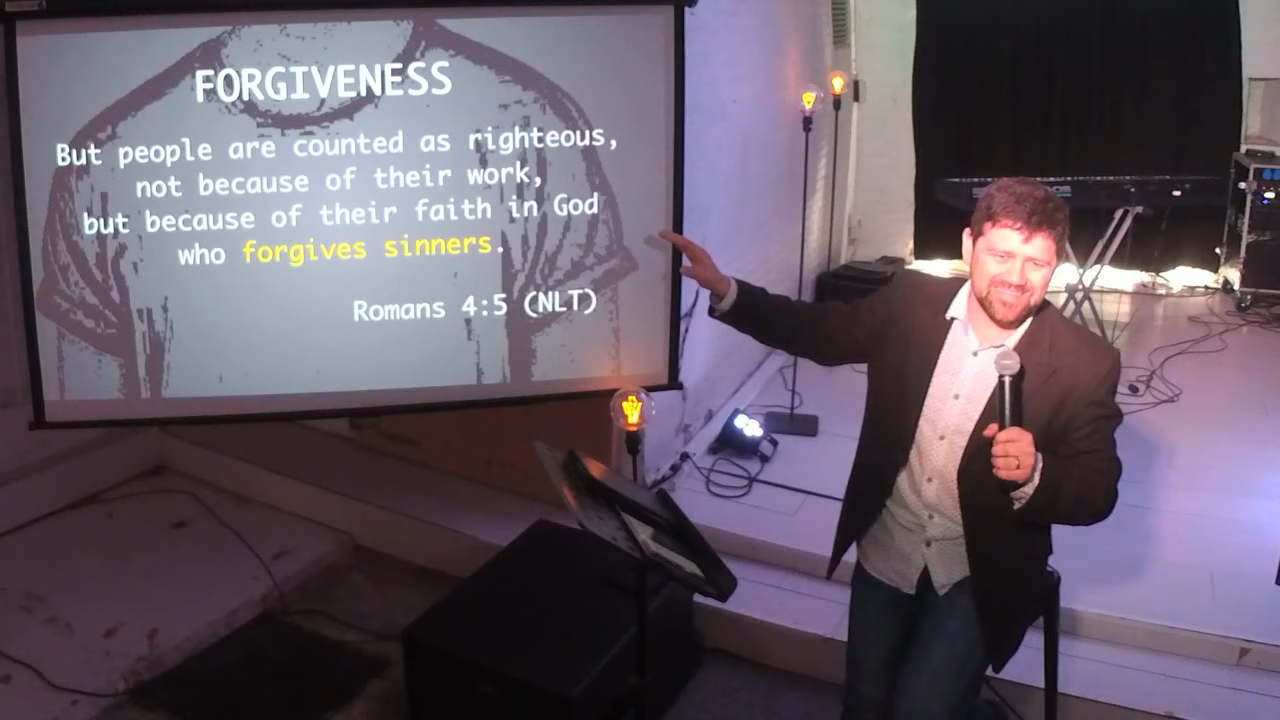 FORGIVENESS
But people are counted as righteous,
not because of their work,
but because of their faith in God
who forgives sinners.
Romans 4:5 (NLT)